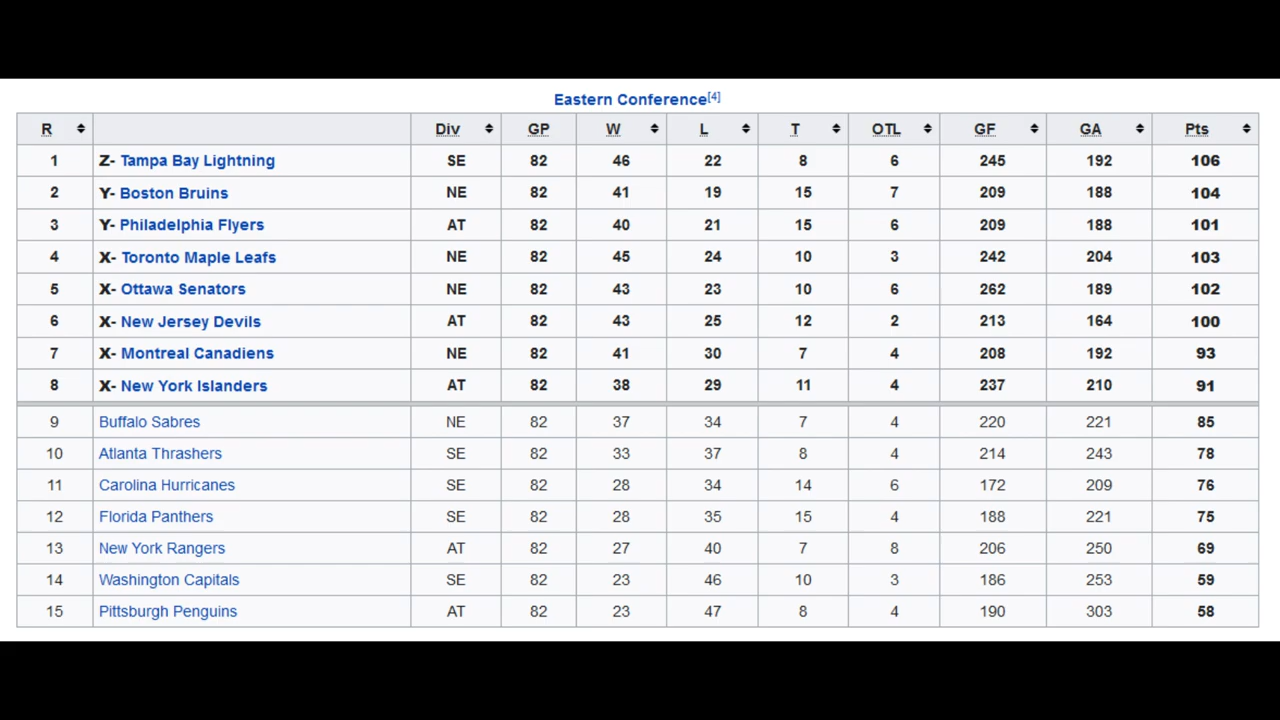 Eastern Conference[4]
R Div GP W L T OTL GF GA Pts
1 Z- Tampa Bay Lightning SE 82 46 22 8 6 245 192 106
2 Y- Boston Bruins NE 82 41 19 15 7 209 188 104
3 Y- Philadelphia Flyers AT 82 40 21 15 6 209 188 101
4 X- Toronto Maple Leafs NE 82 45 24 10 3 242 204 103
5 X- Ottawa Senators NE 82 43 23 10 6 262 189 102
6 X- New Jersey Devils AT 82 43 25 12 2 213 164 100
7 X- Montreal Canadiens NE 82 41 30 7 4 208 192 93
8 X- New York Islanders AT 82 38 29 11 4 237 210 91
9 Buffalo Sabres NE 82 37 34 7 4 220 221 85
10 Atlanta Thrashers SE 82 33 37 8 4 214 243 78
11 Carolina Hurricanes SE 82 28 34 14 6 172 209 76
12 Florida Panthers SE 82 28 35 15 4 188 221 75
13 New York Rangers AT 82 27 40 7 8 206 250 69
14 Washington Capitals SE 82 23 46 10 3 186 253 59
15 Pittsburgh Penguins AT 82 23 47 8 4 190 303 58